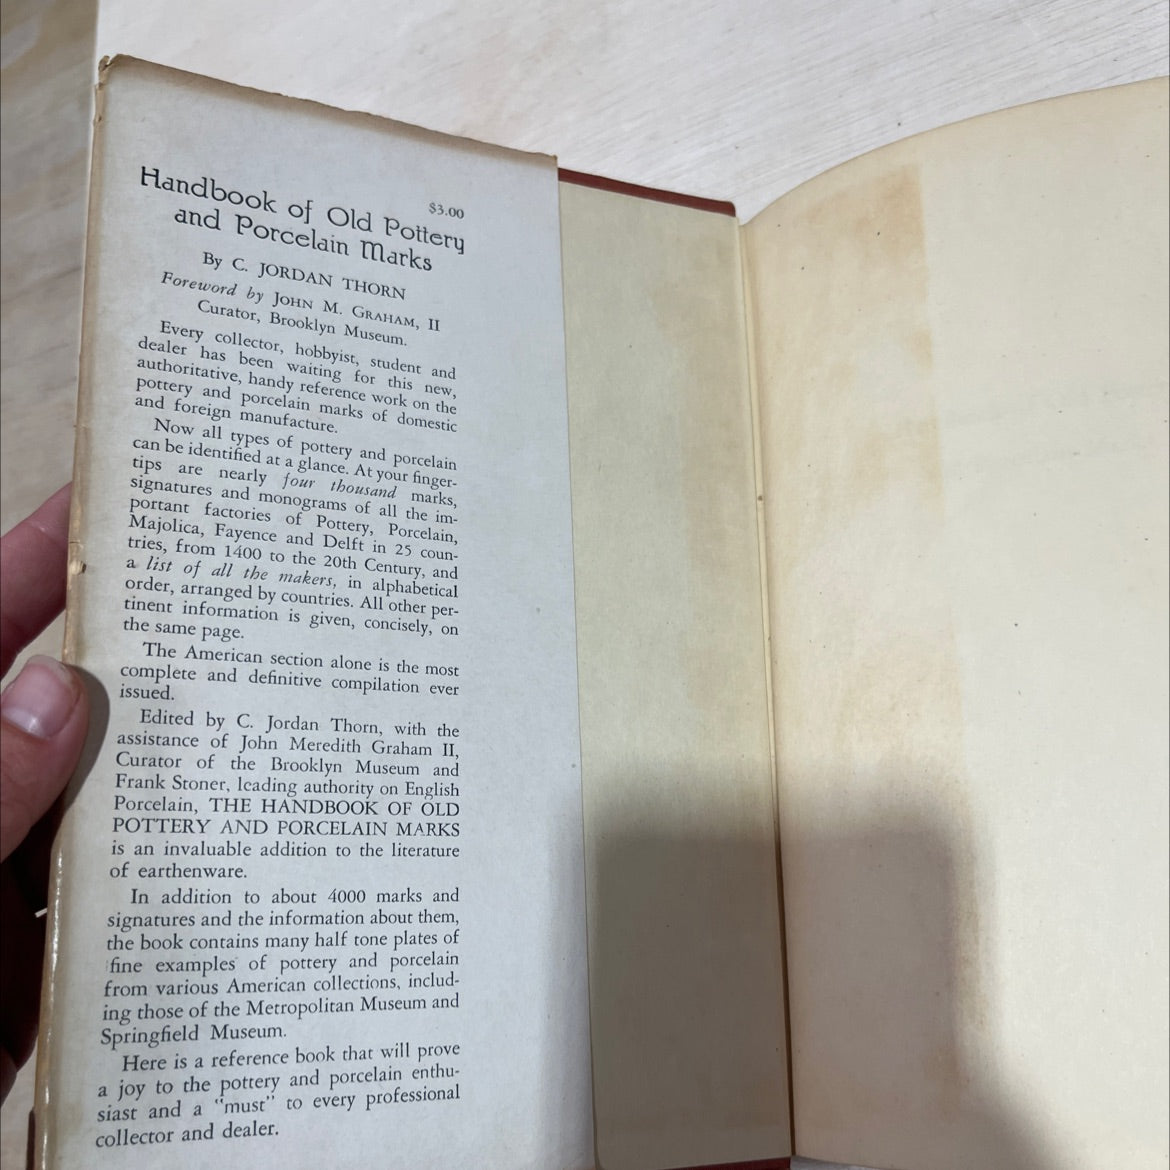 $3.00
Handbook of Old Pottery
and Porcelain Marks
By C. JORDAN THORN
Foreword by JOHN M. GRAHAM, II
Curator, Brooklyn Museum.
Every collector, hobbyist, student and
dealer has been waiting for this new,
authoritative, handy reference work on the
pottery and porcelain marks of domestic
and foreign manufacture.
Now all types of pottery and porcelain
can be identified at a glance. At your finger-
tips are nearly four thousand marks,
signatures and monograms of all the im-
portant factories of Pottery, Porcelain,
Majolica, Fayence and Delft in 25 coun-
tries, from 1400 to the 20th Century, and
a list of all the makers, in alphabetical
order, arranged by countries. All other per-
tinent information is given, concisely, on
the same page.
The American section alone is the most
complete and definitive compilation ever
issued.
Edited by C. Jordan Thorn, with the
assistance of John Meredith Graham II,
Curator of the Brooklyn Museum and
Frank Stoner, leading authority on English
Porcelain, THE HANDBOOK OF OLD
POTTERY AND PORCELAIN MARKS
is an invaluable addition to the literature
of earthenware.
In addition to about 4000 marks and
signatures and the information about them,
the book contains many half tone plates of
fine examples of pottery and porcelain
from various American collections, includ-
ing those of the Metropolitan Museum and
Springfield Museum.
Here is a reference book that will prove
a joy to the pottery and porcelain enthu-
siast and a "must" to every professional
collector and dealer.